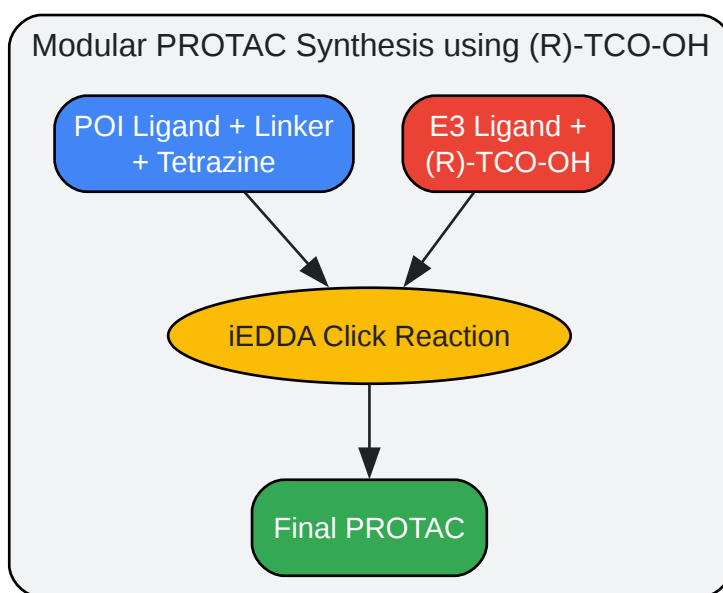 Modular PROTAC Synthesis using (R)-TCO-OH
POI Ligand + Linker
+ Tetrazine
E3 Ligand +
(R)-TCO-OH
iEDDA Click Reaction
Final PROTAC